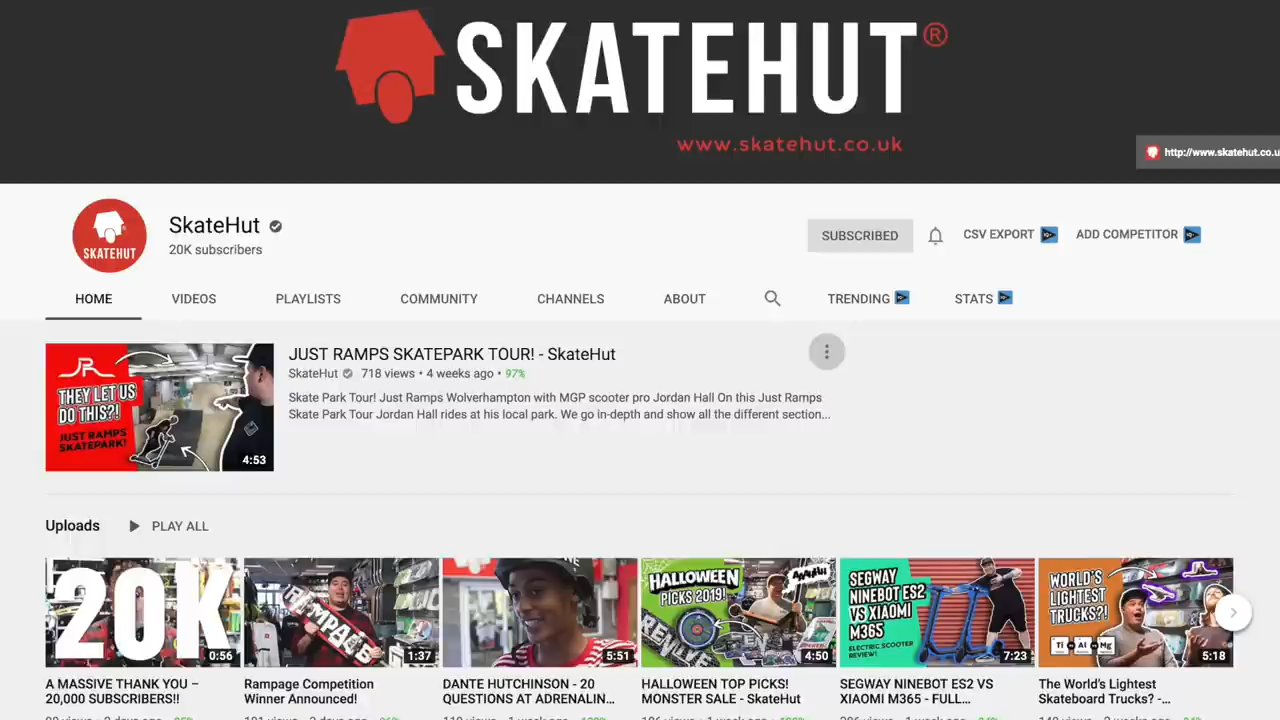 SKATEHUT®
www.skatehut.co.uk
http://www.skatehut.co.u
SKATEHUT
SkateHut
20K subscribers
SUBSCRIBED
CSV EXPORT
ADD COMPETITOR
HOME
VIDEOS
PLAYLISTS
COMMUNITY
CHANNELS
ABOUT
TRENDING
STATS
JR
THEY LET US
DO THIS?!
JUST RAMPS
SKATEPARK!
4:53
JUST RAMPS SKATEPARK TOUR! - SkateHut
SkateHut 718 views • 4 weeks ago • 97%
Skate Park Tour! Just Ramps Wolverhampton with MGP scooter pro Jordan Hall On this Just Ramps
Skate Park Tour Jordan Hall rides at his local park. We go in-depth and show all the different section...
Uploads
PLAY ALL
20K
0:56
A MASSIVE THANK YOU –
20,000 SUBSCRIBERS!!
RAMPAGE
1:37
Rampage Competition
Winner Announced!
5:51
DANTE HUTCHINSON - 20
QUESTIONS AT ADRENALIN...
HALLOWEEN
PICKS 2019!
4:50
HALLOWEEN TOP PICKS!
MONSTER SALE - SkateHut
SEGWAY
NINEBOT ES2
VS XIAOMI
M365
ELECTRIC SCOOTER
REVIEW!
7:23
SEGWAY NINEBOT ES2 VS
XIAOMI M365 - FULL...
WORLD'S
LIGHTEST
TRUCKS?!
Ti Al Mg
5:18
The World's Lightest
Skateboard Trucks? -...